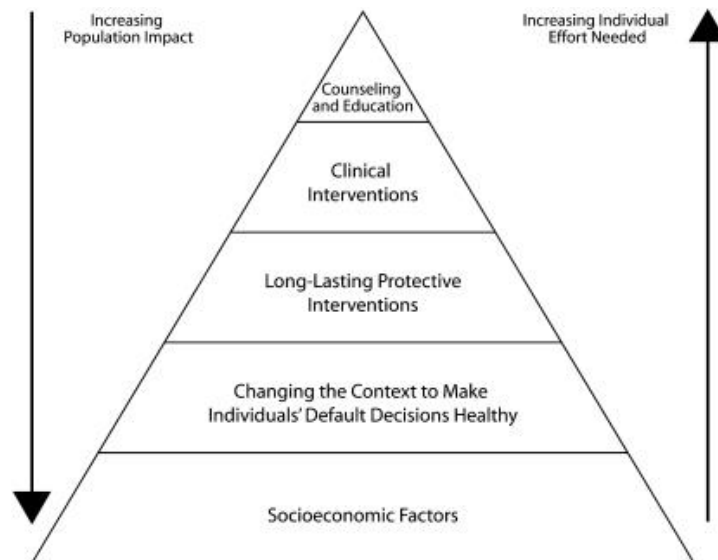 Increasing
Population Impact
Increasing Individual
Effort Needed
Counseling
and Education
Clinical
Interventions
Long-Lasting Protective
Interventions
Changing the Context to Make
Individuals’ Default Decisions Healthy
Socioeconomic Factors